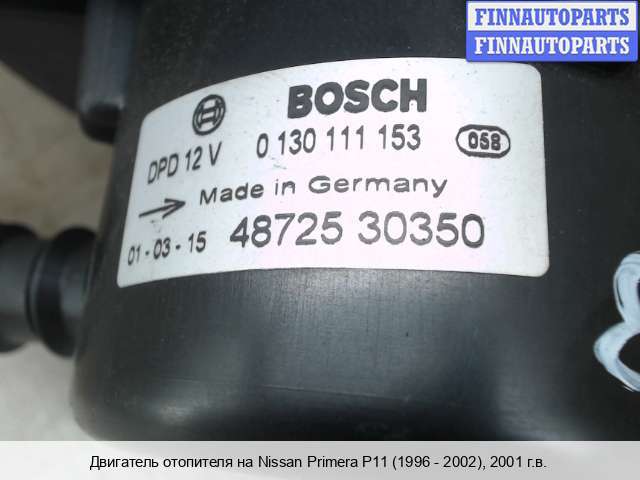 FINNAUTOPARTS
FINNAUTOPARTS
BOSCH
DPD 12 V 0 130 111 153 058
Made in Germany
01-03-15 48725 30350
8
Двигатель отопителя на Nissan Primera P11 (1996 - 2002), 2001 г.в.